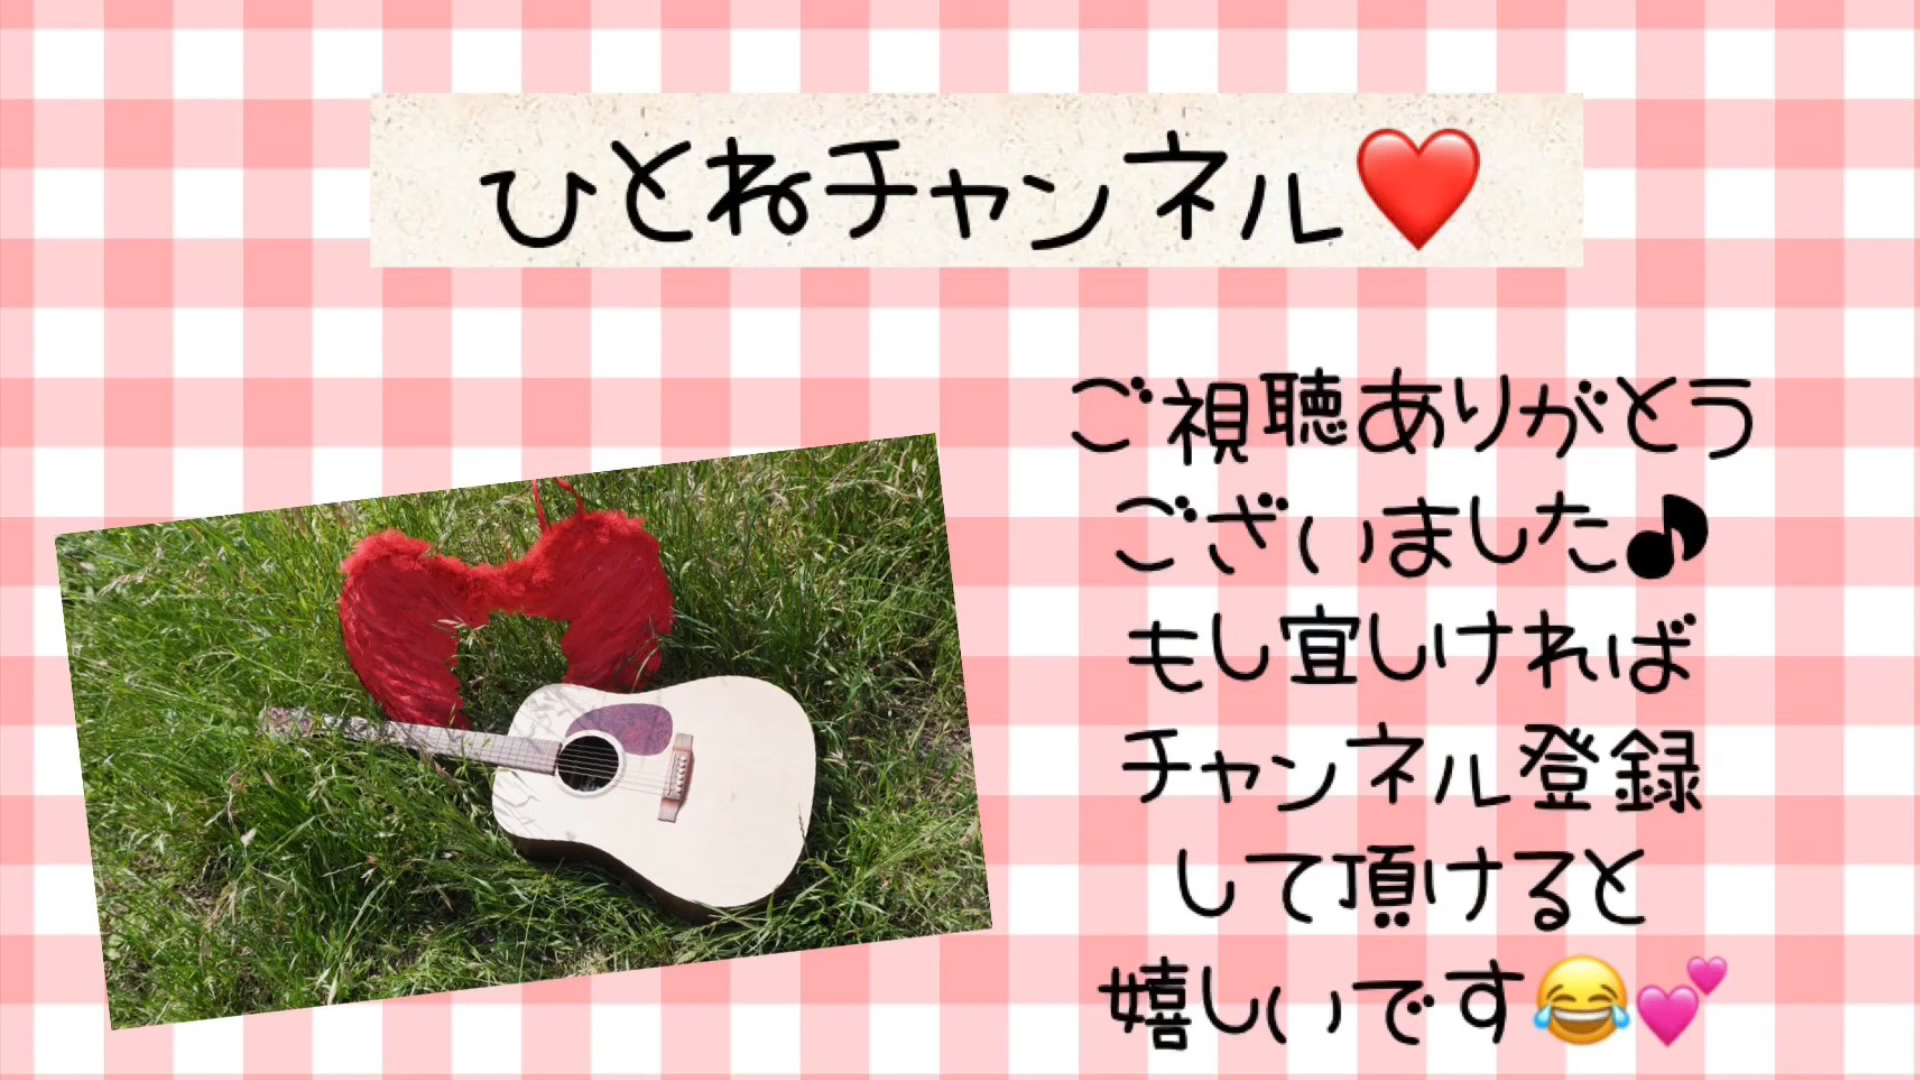 ひとねチャンネル❤️
ご視聴ありがとう
ございました♪
もし宜しければ
チャンネル登録
して頂けると
嬉しいです😂💕